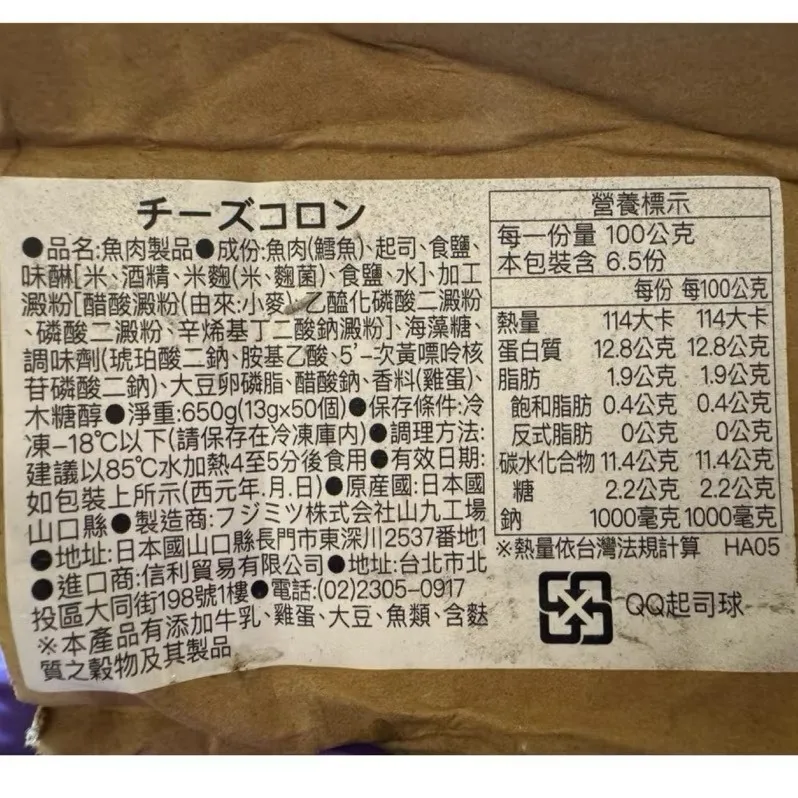 チーズコロン
●品名:魚肉製品●成份:魚肉(鱈魚)、起司、食鹽、
味醂[米、酒精、米麴(米、麴菌)、食鹽、水]、加工
澱粉[醋酸澱粉(由來:小麥)、乙醯化磷酸二澱粉
、磷酸二澱粉、辛烯基丁二酸鈉澱粉]、海藻糖、
調味劑(琥珀酸二鈉、胺基乙酸、5'-次黃嘌呤核
苷磷酸二鈉)、大豆卵磷脂、醋酸鈉、香料(雞蛋)、
木糖醇●淨重:650g(13g×50個)●保存條件:冷
凍-18℃以下(請保存在冷凍庫內)●調理方法:
建議以85℃水加熱4至5分後食用●有效日期:
如包裝上所示(西元年.月.日)●原產國:日本國
山口縣●製造商:フジミツ株式会社山九工場
●地址:日本國山口縣長門市東深川2537番地1
●進口商:信利貿易有限公司●地址:台北市北
投區大同街198號1樓●電話:(02)2305-0917
※本產品有添加牛乳、雞蛋、大豆、魚類、含麩
質之穀物及其製品
營養標示
每一份量 100公克
本包裝含 6.5份
每份 每100公克
熱量 114大卡 114大卡
蛋白質 12.8公克 12.8公克
脂肪 1.9公克 1.9公克
飽和脂肪 0.4公克 0.4公克
反式脂肪 0公克 0公克
碳水化合物 11.4公克 11.4公克
糖 2.2公克 2.2公克
鈉 1000毫克 1000毫克
※熱量依台灣法規計算 HA05
QQ起司球